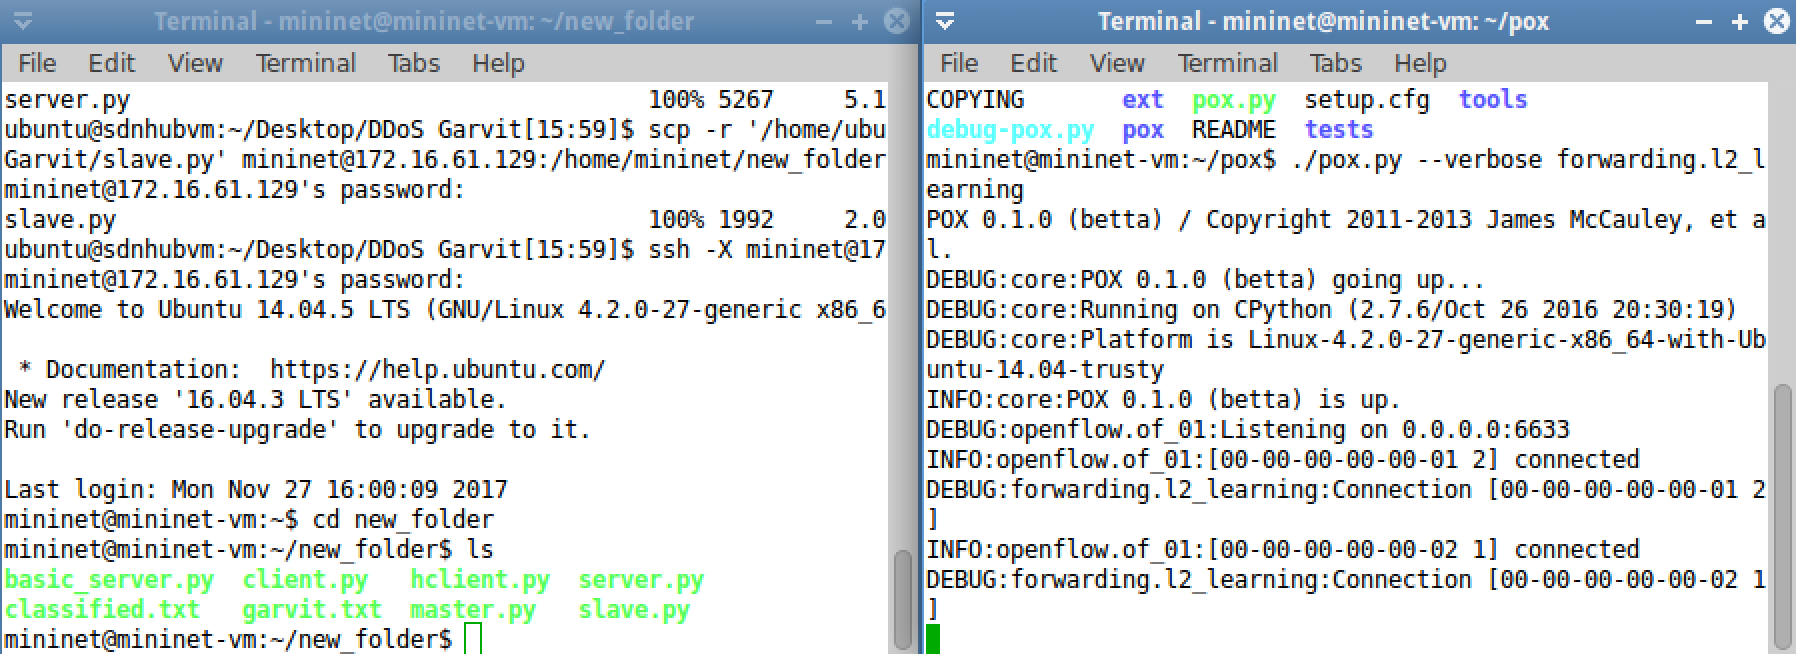 Terminal - mininet@mininet-vm: ~/new_folder
File Edit View Terminal Tabs Help
server.py 100% 5267 5.1
ubuntu@sdnhubvm:~/Desktop/DDoS Garvit[15:59]$ scp -r '/home/ubu
Garvit/slave.py' mininet@172.16.61.129:/home/mininet/new_folder
mininet@172.16.61.129's password:
slave.py 100% 1992 2.0
ubuntu@sdnhubvm:~/Desktop/DDoS Garvit[15:59]$ ssh -X mininet@17
mininet@172.16.61.129's password:
Welcome to Ubuntu 14.04.5 LTS (GNU/Linux 4.2.0-27-generic x86_6
* Documentation:  https://help.ubuntu.com/
New release '16.04.3 LTS' available.
Run 'do-release-upgrade' to upgrade to it.
Last login: Mon Nov 27 16:00:09 2017
mininet@mininet-vm:~$ cd new_folder
mininet@mininet-vm:~/new_folder$ ls
basic_server.py client.py hclient.py server.py
classified.txt garvit.txt master.py slave.py
mininet@mininet-vm:~/new_folder$
Terminal - mininet@mininet-vm: ~/pox
File Edit View Terminal Tabs Help
COPYING ext pox.py setup.cfg tools
debug-pox.py pox README tests
mininet@mininet-vm:~/pox$ ./pox.py --verbose forwarding.l2_l
earning
POX 0.1.0 (betta) / Copyright 2011-2013 James McCauley, et a
l.
DEBUG:core:POX 0.1.0 (betta) going up...
DEBUG:core:Running on CPython (2.7.6/Oct 26 2016 20:30:19)
DEBUG:core:Platform is Linux-4.2.0-27-generic-x86_64-with-Ub
untu-14.04-trusty
INFO:core:POX 0.1.0 (betta) is up.
DEBUG:openflow.of_01:Listening on 0.0.0.0:6633
INFO:openflow.of_01:[00-00-00-00-00-01 2] connected
DEBUG:forwarding.l2_learning:Connection [00-00-00-00-00-01 2
]
INFO:openflow.of_01:[00-00-00-00-00-02 1] connected
DEBUG:forwarding.l2_learning:Connection [00-00-00-00-00-02 1
]